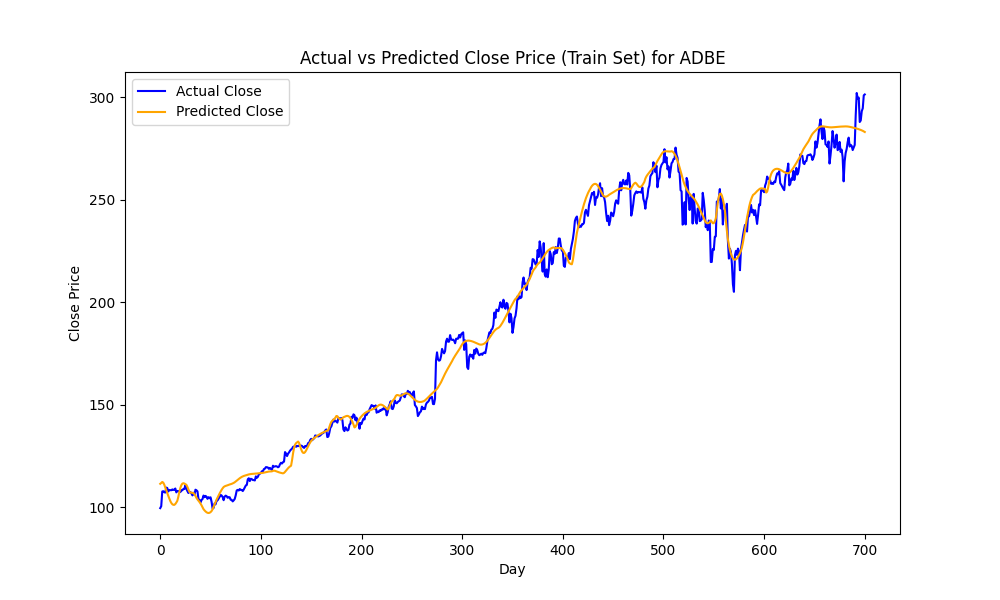 Actual vs Predicted Close Price (Train Set) for ADBE
Actual Close
Predicted Close
Close Price
300
250
200
150
100
0 100 200 300 400 500 600 700
Day